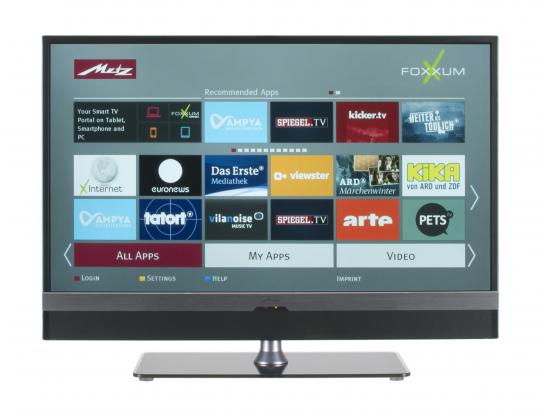 Metz
FOXXUM
Recommended Apps
Your Smart TV
Portal on Tablet,
Smartphone and
PC
FOXXUM
AMPYA
SPIEGEL.TV
kicker.tv
HEITER BIS
TÖDLICH
Internet
euronews
Das Erste
Mediathek
viewster
ARD
Märchenwinter
KiKA
von ARD und ZDF
AMPYA
tatort
vilanoise
MUSIC TV
SPIEGEL.TV
arte
PETS
ALL APPS
MY APPS
VIDEO
LOGIN
SETTINGS
HELP
IMPRINT